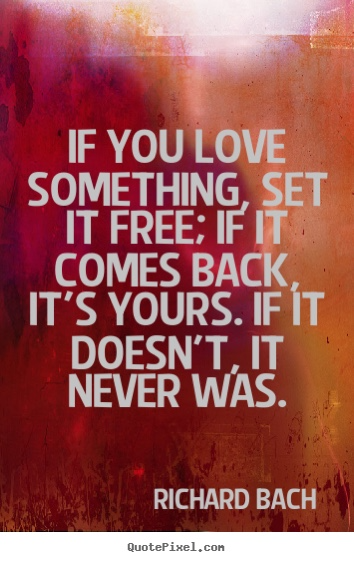 IF YOU LOVE
SOMETHING, SET
IT FREE; IF IT
COMES BACK,
IT'S YOURS. IF IT
DOESN'T, IT
NEVER WAS.
RICHARD BACH
QuotePixel.com